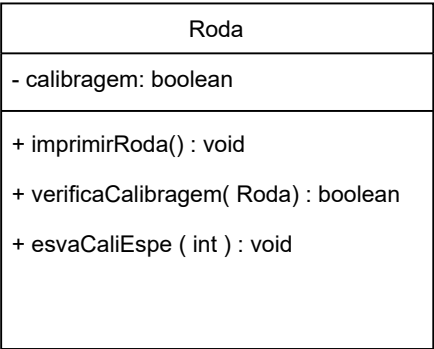 Roda
- calibragem: boolean
+ imprimirRoda() : void
+ verificaCalibragem( Roda) : boolean
+ esvaCaliEspe ( int ) : void